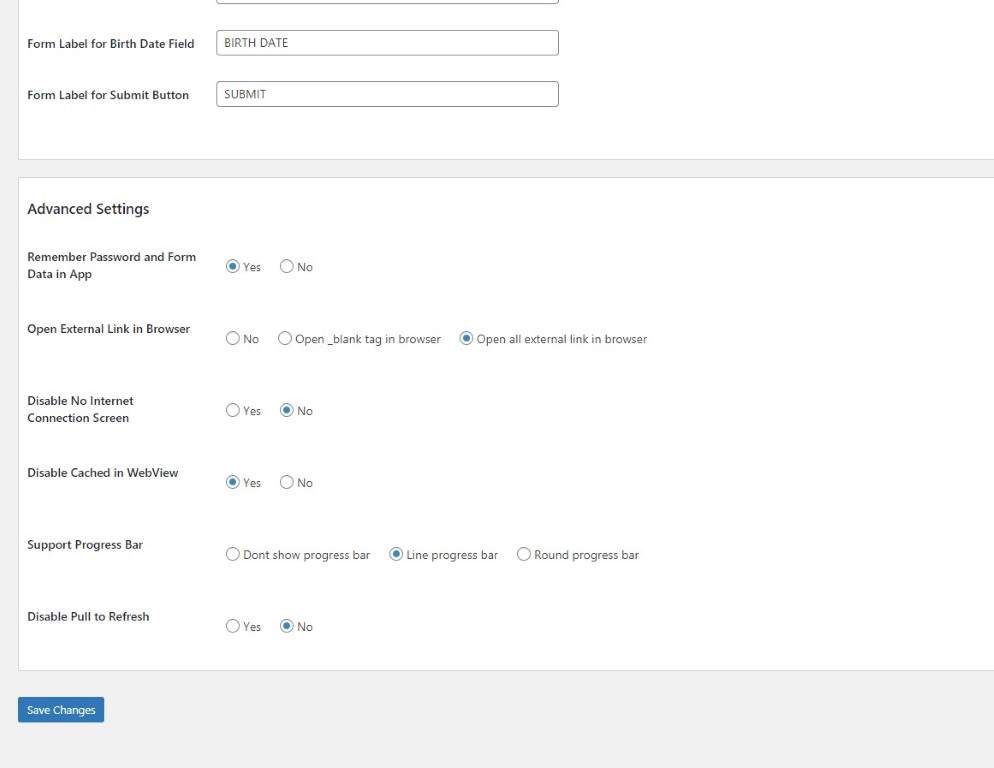 Form Label for Birth Date Field BIRTH DATE
Form Label for Submit Button SUBMIT
Advanced Settings
Remember Password and Form
Data in App
Yes No
Open External Link in Browser
No Open _blank tag in browser Open all external link in browser
Disable No Internet
Connection Screen
Yes No
Disable Cached in WebView
Yes No
Support Progress Bar
Dont show progress bar Line progress bar Round progress bar
Disable Pull to Refresh
Yes No
Save Changes